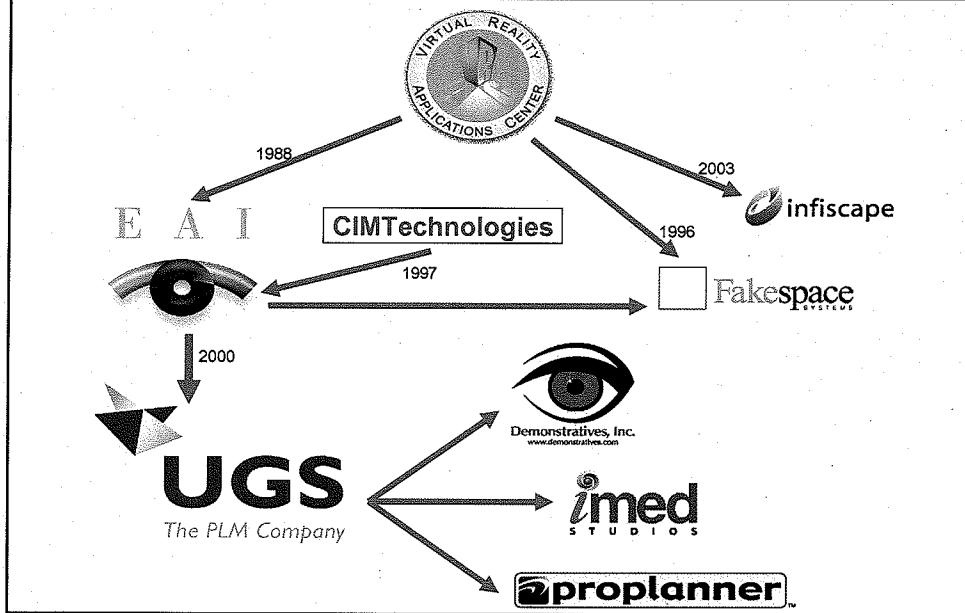 VIRTUAL REALITY
APPLICATIONS CENTER
1988
2003
infiscape
E A I
CIMTechnologies
1996
1997
Fakespace
SYSTEMS
2000
Demonstratives, Inc.
www.demonstratives.com
UGS
The PLM Company
imed
STUDIOS
proplanner
TM